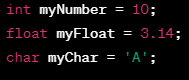 int myNumber = 10;
float myFloat = 3.14;
char myChar = 'A';